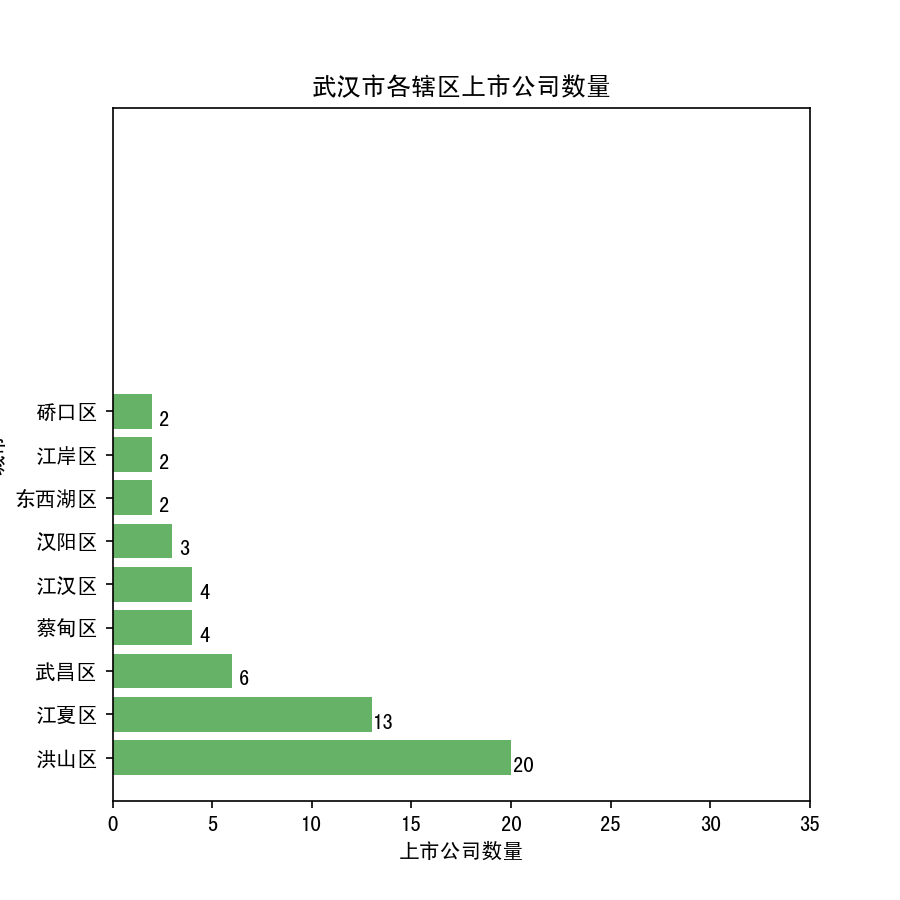 武汉市各辖区上市公司数量
硚口区 2
江岸区 2
东西湖区 2
汉阳区 3
江汉区 4
蔡甸区 4
武昌区 6
江夏区 13
洪山区 20
0 5 10 15 20 25 30 35
上市公司数量